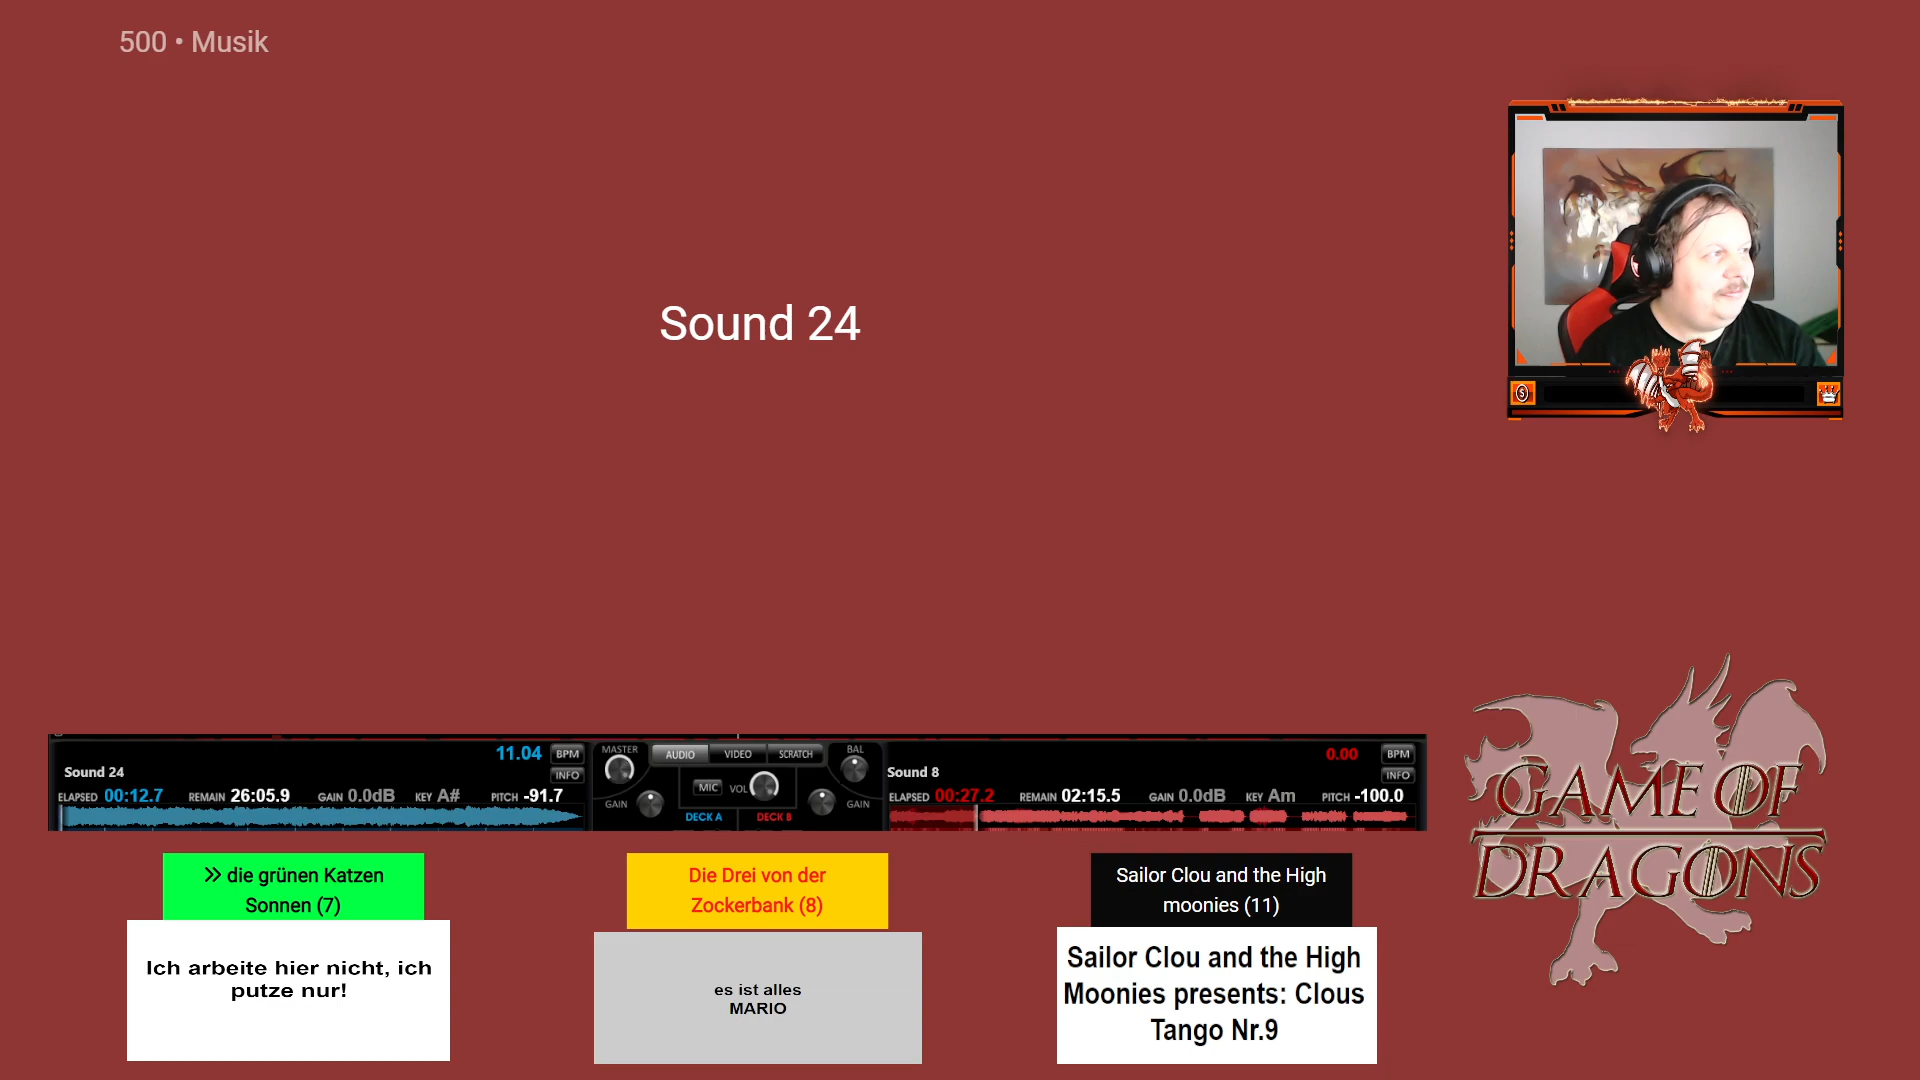 500 • Musik
Sound 24
11.04 BPM
Sound 24
INFO
ELAPSED 00:12.7 REMAIN 26:05.9 GAIN 0.0dB KEY A# PITCH -91.7
MASTER AUDIO VIDEO SCRATCH BAL
MIC VOL
GAIN GAIN
DECK A DECK B
0.00 BPM
Sound 8
INFO
ELAPSED 00:27.2 REMAIN 02:15.5 GAIN 0.0dB KEY Am PITCH -100.0
die grünen Katzen
Sonnen (7)
Ich arbeite hier nicht, ich
putze nur!
Die Drei von der
Zockerbank (8)
es ist alles
MARIO
Sailor Clou and the High
moonies (11)
Sailor Clou and the High
Moonies presents: Clous
Tango Nr.9
S
GAME OF
DRAGONS